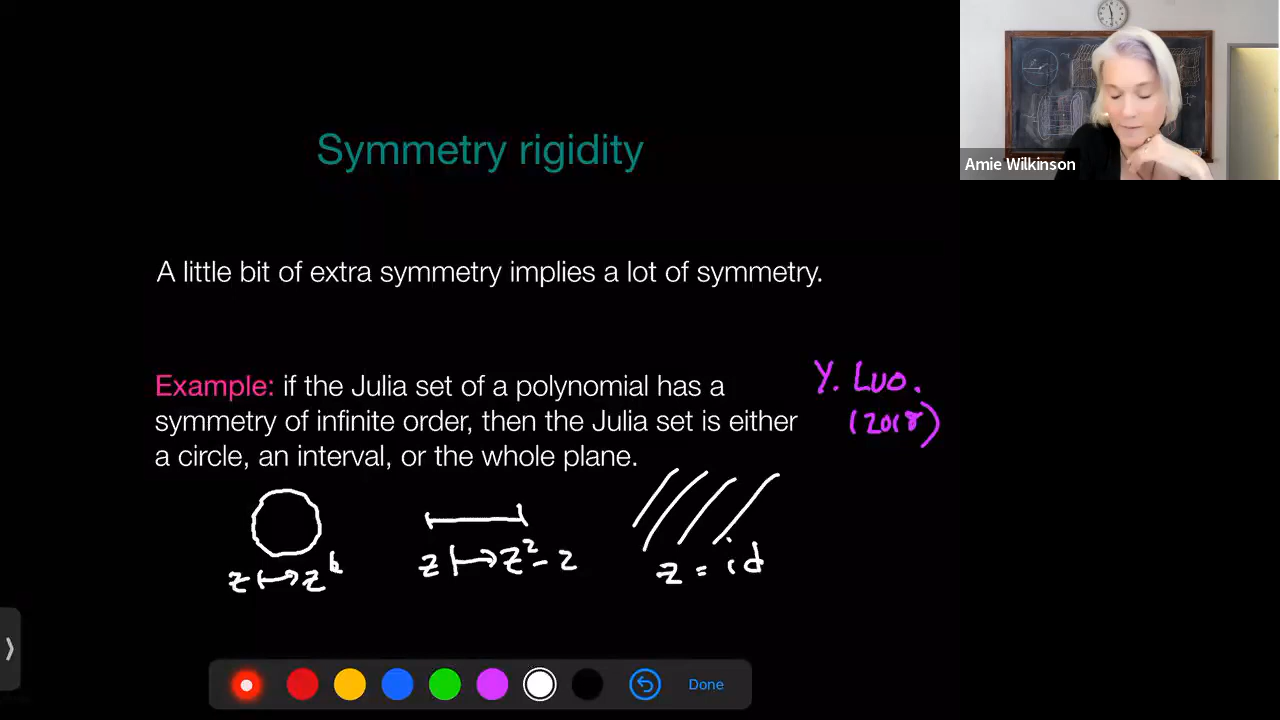 Symmetry rigidity
Amie Wilkinson
A little bit of extra symmetry implies a lot of symmetry.
Example: if the Julia set of a polynomial has a
symmetry of infinite order, then the Julia set is either
a circle, an interval, or the whole plane.
Y. Luo.
(2018)
z ↦ z^k
z ↦ z² - 2
z = id
Done